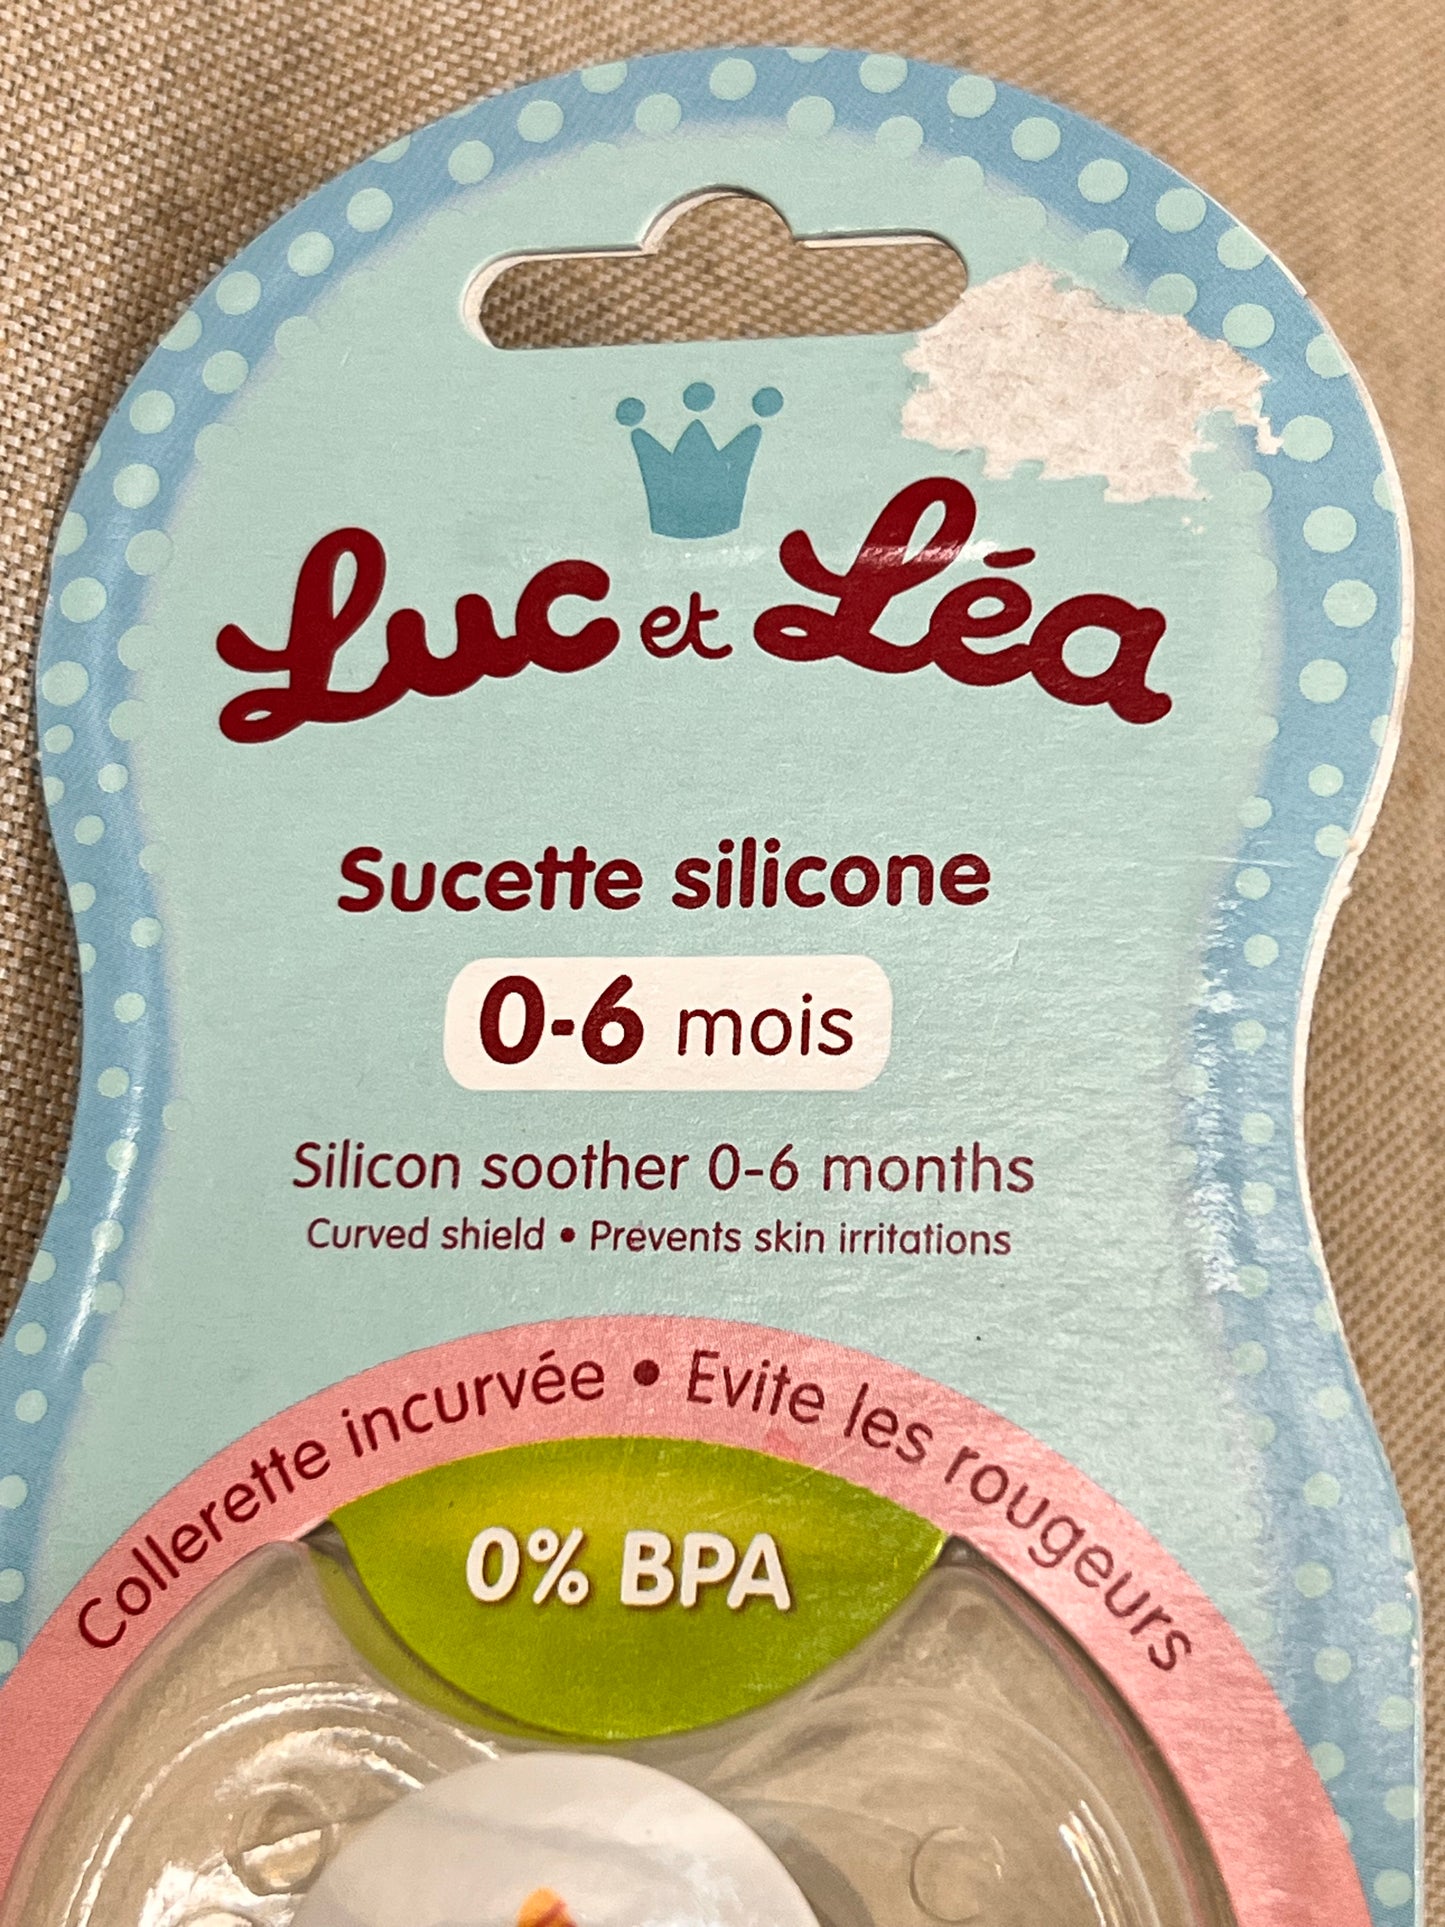 Luc et Léa
Sucette silicone
0-6 mois
Silicon soother 0-6 months
Curved shield • Prevents skin irritations
Collerette incurvée • Evite les rougeurs
0% BPA